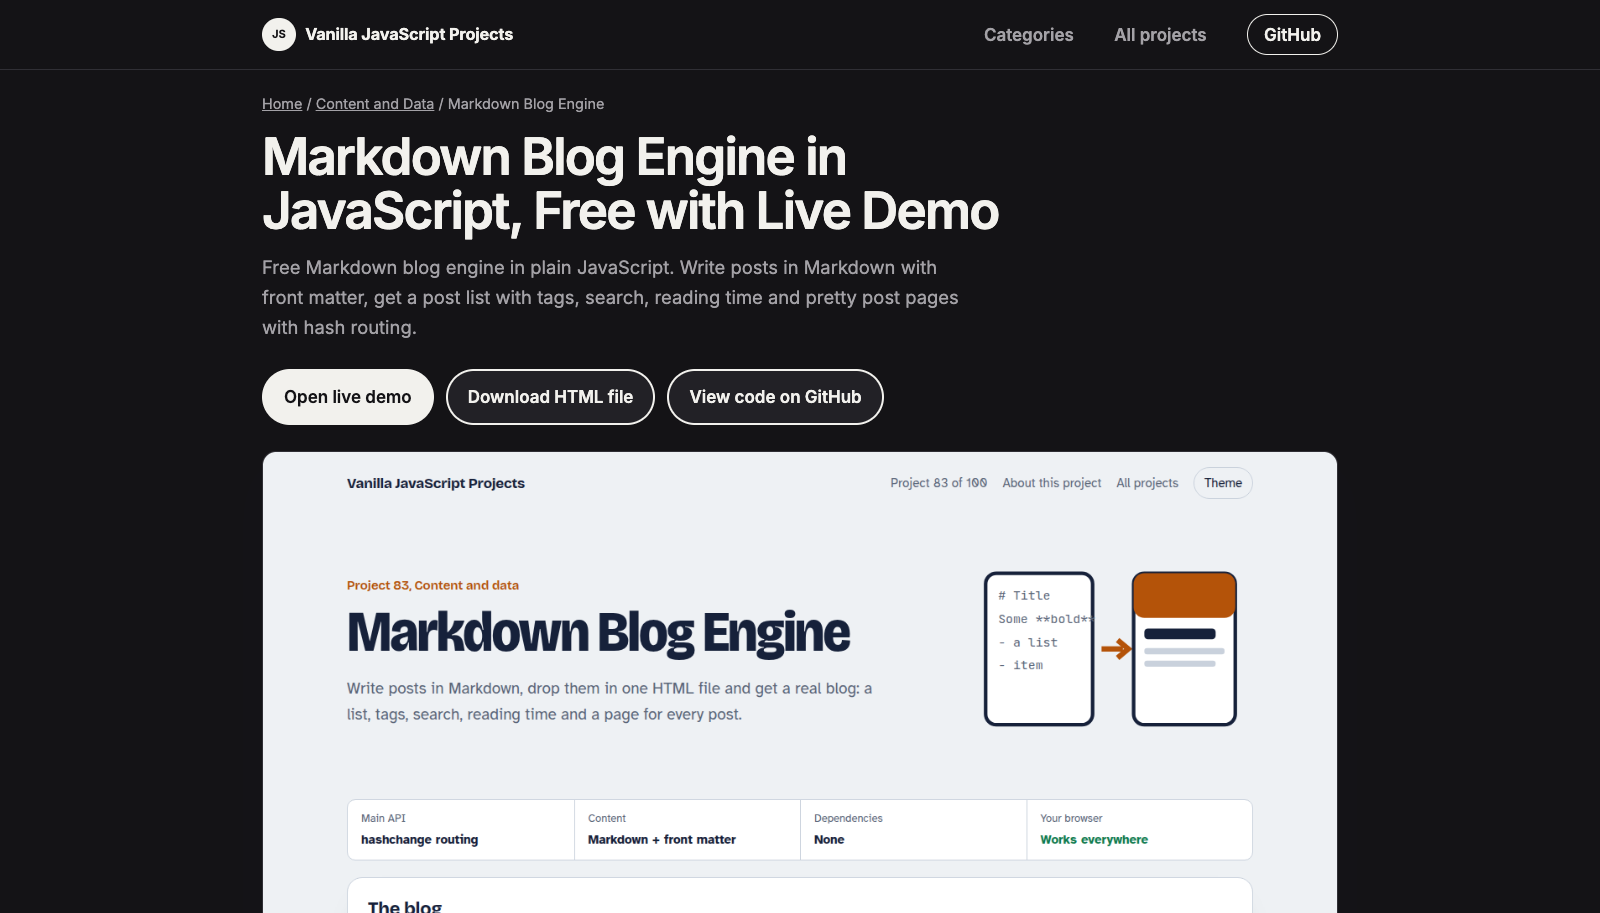 JS Vanilla JavaScript Projects
Categories All projects GitHub
Home / Content and Data / Markdown Blog Engine
Markdown Blog Engine in
JavaScript, Free with Live Demo
Free Markdown blog engine in plain JavaScript. Write posts in Markdown with
front matter, get a post list with tags, search, reading time and pretty post pages
with hash routing.
Open live demo Download HTML file View code on GitHub
Vanilla JavaScript Projects
Project 83 of 100 About this project All projects Theme
Project 83, Content and data
Markdown Blog Engine
Write posts in Markdown, drop them in one HTML file and get a real blog: a
list, tags, search, reading time and a page for every post.
# Title
Some **bold**
- a list
- item
Main API
hashchange routing
Content
Markdown + front matter
Dependencies
None
Your browser
Works everywhere
The blog